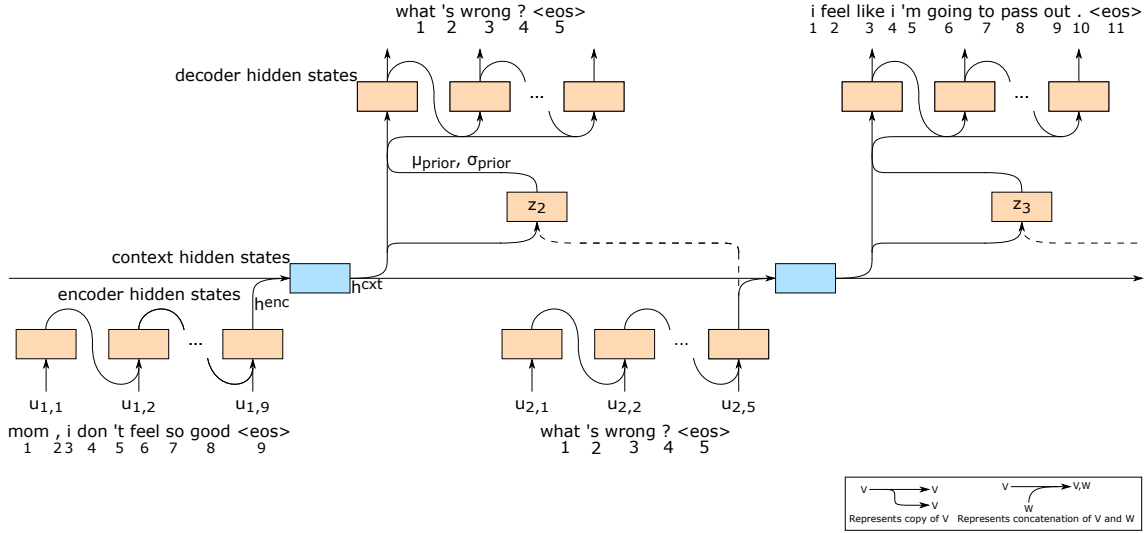 what 's wrong ? <eos>
1 2 3 4 5
i feel like i 'm going to pass out . <eos>
1 2 3 4 5 6 7 8 9 10 11
decoder hidden states
...
...
μprior, σprior
z2
z3
context hidden states
hcxt
encoder hidden states
henc
...
...
u1,1 u1,2 u1,9
u2,1 u2,2 u2,5
mom , i don 't feel so good <eos>
1 2 3 4 5 6 7 8 9
what 's wrong ? <eos>
1 2 3 4 5
V V
V
Represents copy of V
V V,W
W
Represents concatenation of V and W